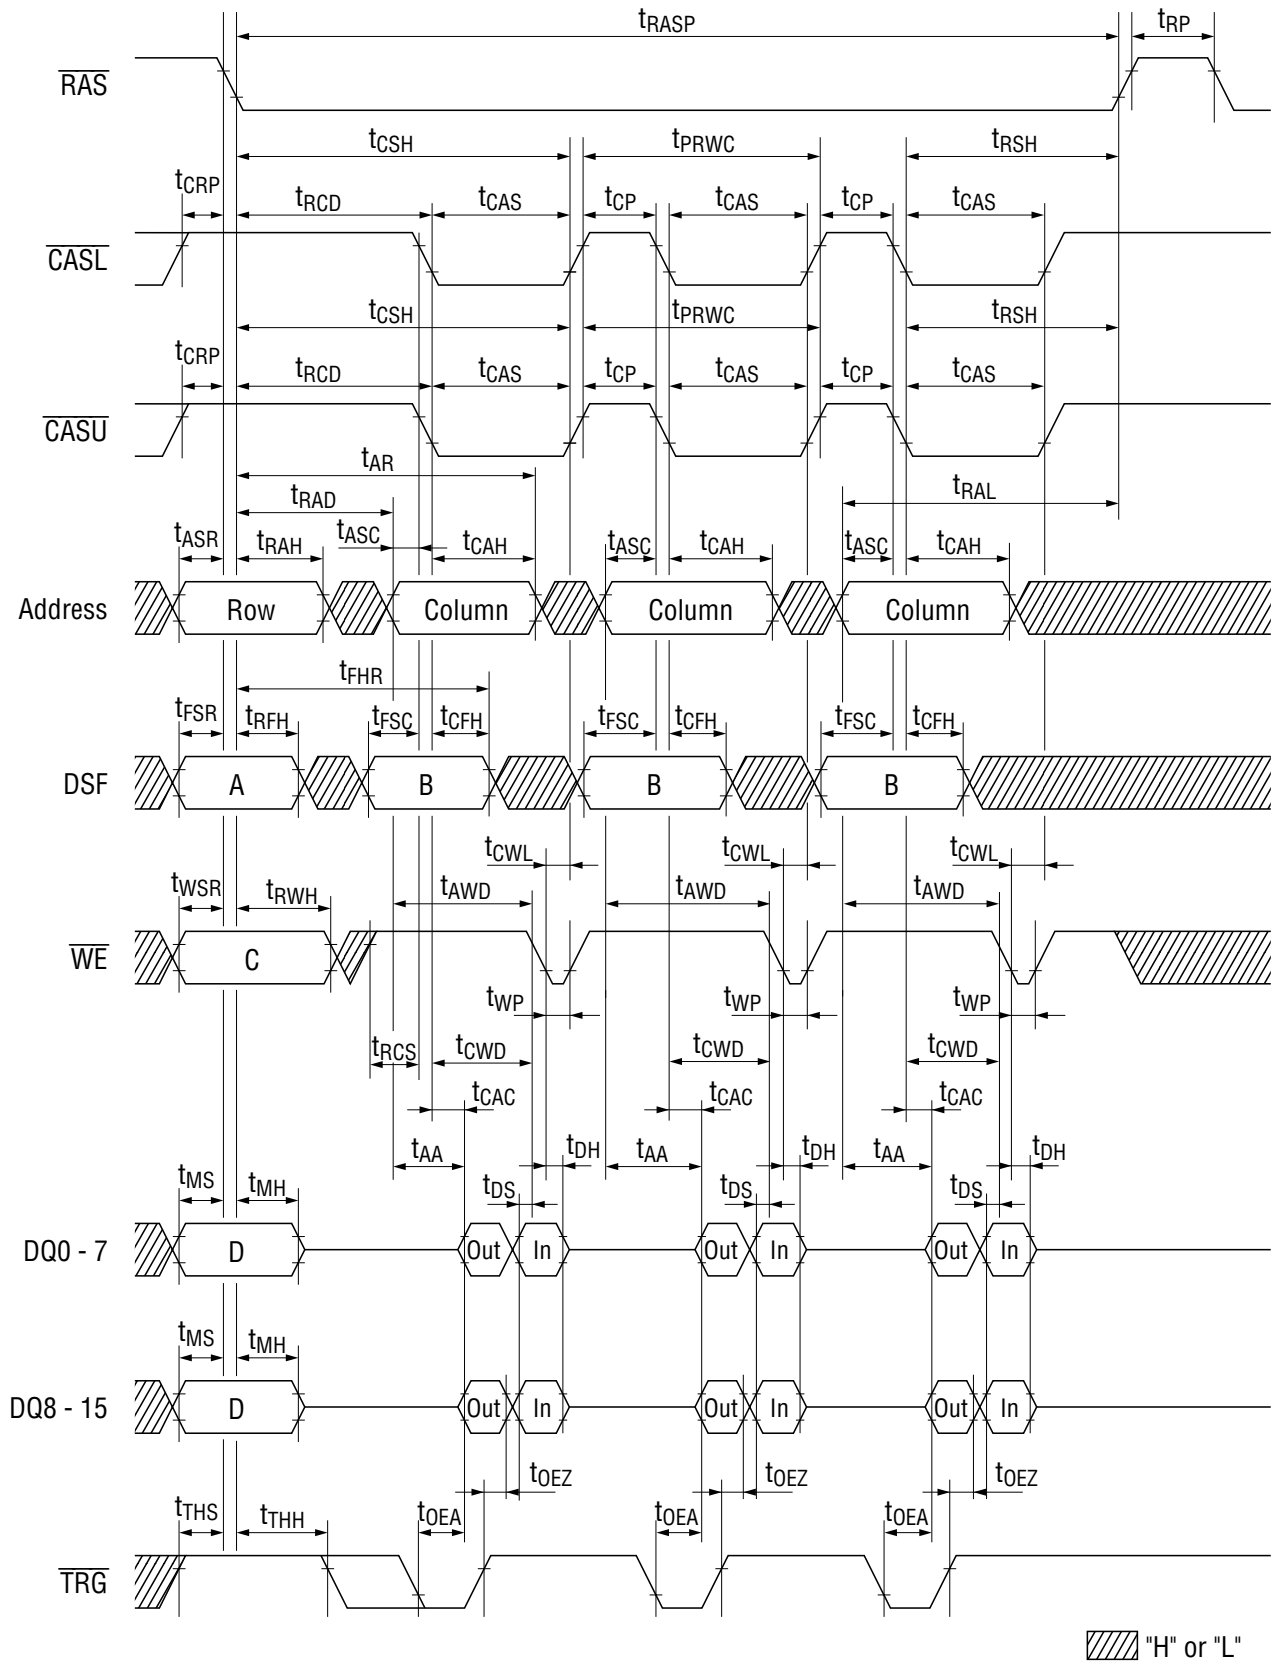 tRASP tRP
RAS
tCSH tPRWC tRSH
tCRP tRCD tCAS tCP tCAS tCP tCAS
CASL
tCSH tPRWC tRSH
tCRP tRCD tCAS tCP tCAS tCP tCAS
CASU
tAR
tRAD tRAL
tASR tRAH tASC tCAH tASC tCAH tASC tCAH
Address Row Column Column Column
tFHR
tFSR tRFH tFSC tCFH tFSC tCFH tFSC tCFH
DSF A B B B
tCWL tCWL tCWL
tWSR tRWH tAWD tAWD tAWD
WE C
tWP tWP tWP
tRCS tCWD tCWD tCWD
tCAC tCAC tCAC
tAA tDH tAA tDH tAA tDH
tMS tMH tDS tDS tDS
DQ0 - 7 D Out In Out In Out In
tMS tMH
DQ8 - 15 D Out In Out In Out In
tOEZ tOEZ tOEZ
tTHS tTHH tOEA tOEA tOEA
TRG
"H" or "L"